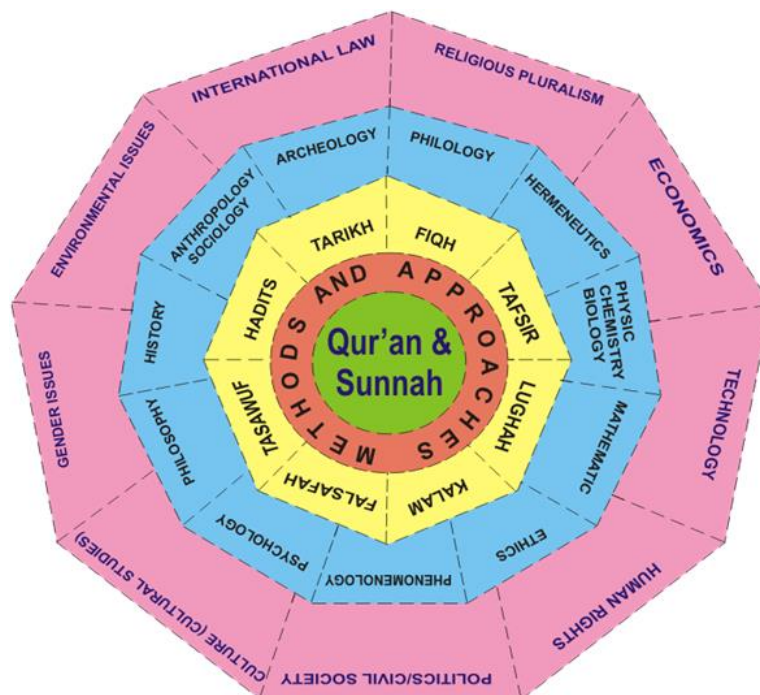 INTERNATIONAL LAW
RELIGIOUS PLURALISM
ECONOMICS
TECHNOLOGY
HUMAN RIGHTS
POLITICS/CIVIL SOCIETY
CULTURE (CULTURAL STUDIES)
GENDER ISSUES
ENVIRONMENTAL ISSUES
ARCHEOLOGY
PHILOLOGY
HERMEUNETICS
PHYSIC
CHEMISTRY
BIOLOGY
MATHEMATIC
ETHICS
PHENOMENOLOGY
PSYCHOLOGY
PHILOSOPHY
HISTORY
ANTHROPOLOGY
SOCIOLOGY
TARIKH
FIQH
TAFSIR
LUGHAH
KALAM
FALSAFAH
TASAWUF
HADITS
METHODS AND APPROACHES
Qur'an &
Sunnah